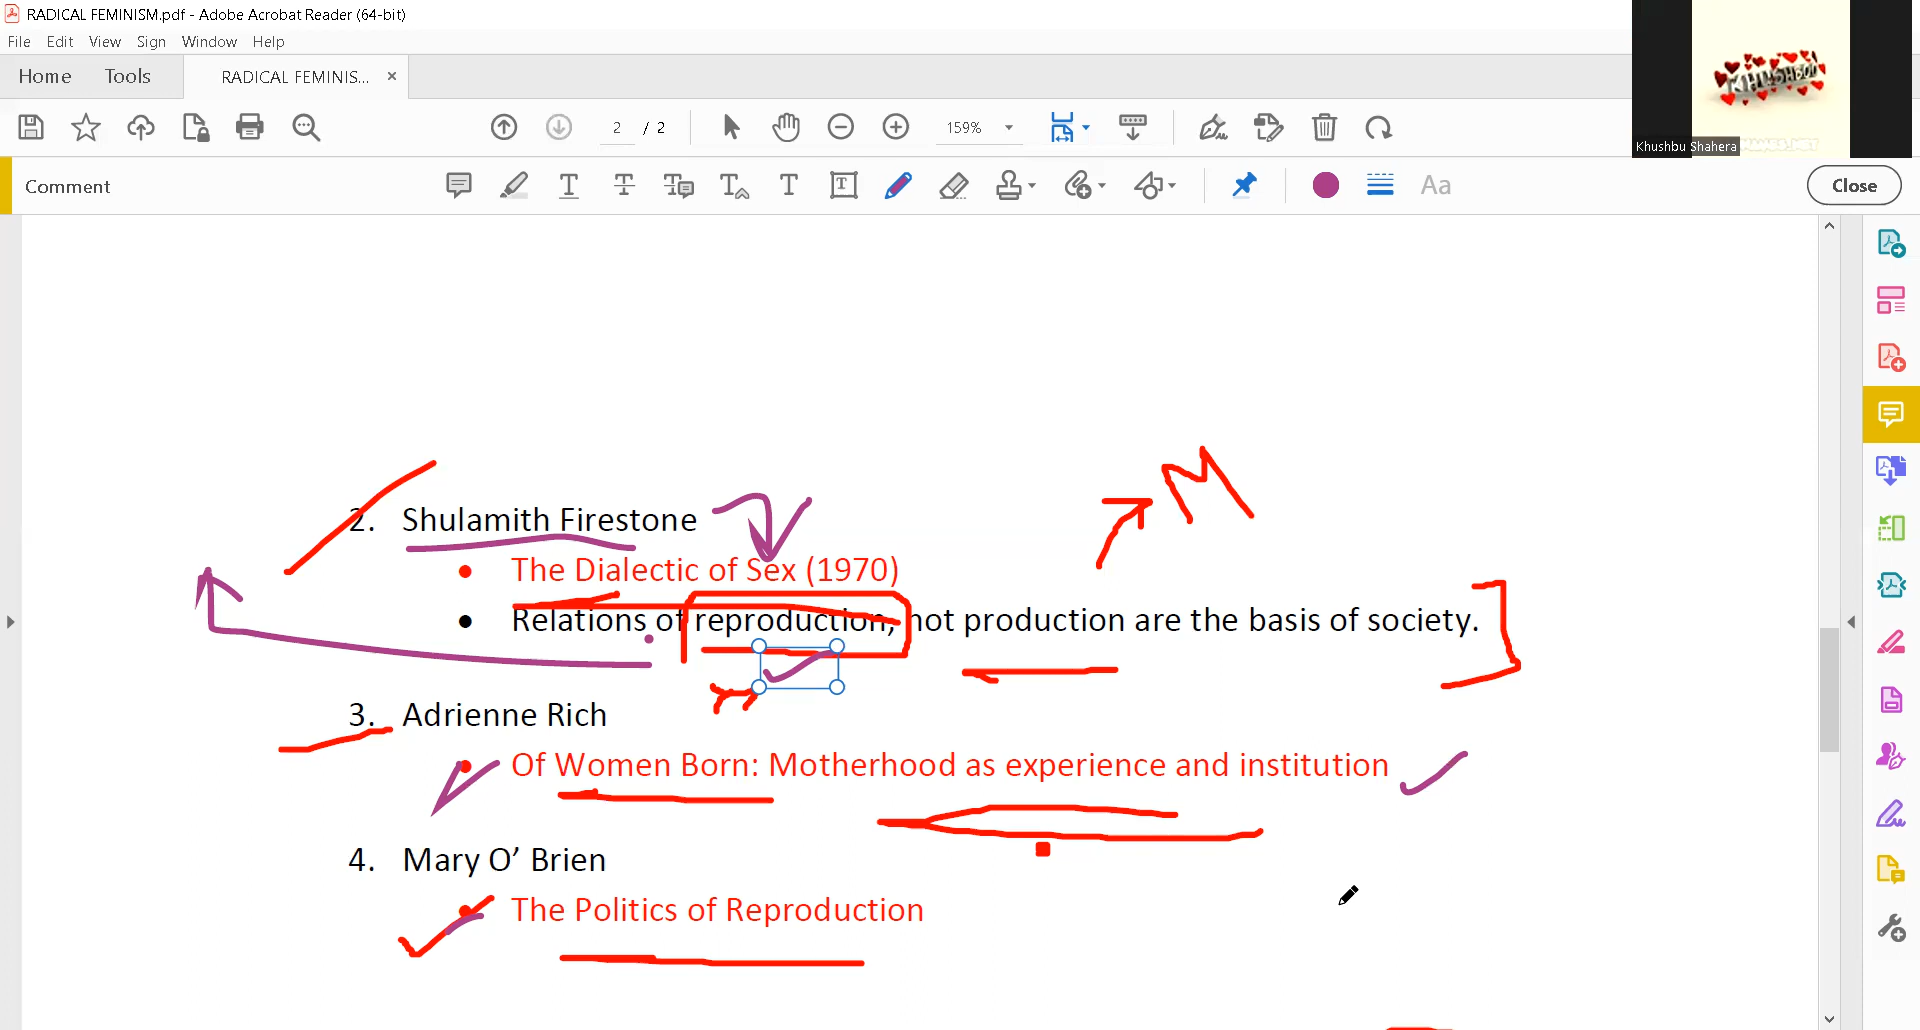 RADICAL FEMINISM.pdf - Adobe Acrobat Reader (64-bit)
File Edit View Sign Window Help
Home Tools RADICAL FEMINIS... ×
2 / 2 159%
KHUSHBOO
Khushbu Shahera
Comment Aa Close
M
2. Shulamith Firestone
• The Dialectic of Sex (1970)
• Relations of reproduction, not production are the basis of society.
3. Adrienne Rich
• Of Women Born: Motherhood as experience and institution
4. Mary O’ Brien
• The Politics of Reproduction